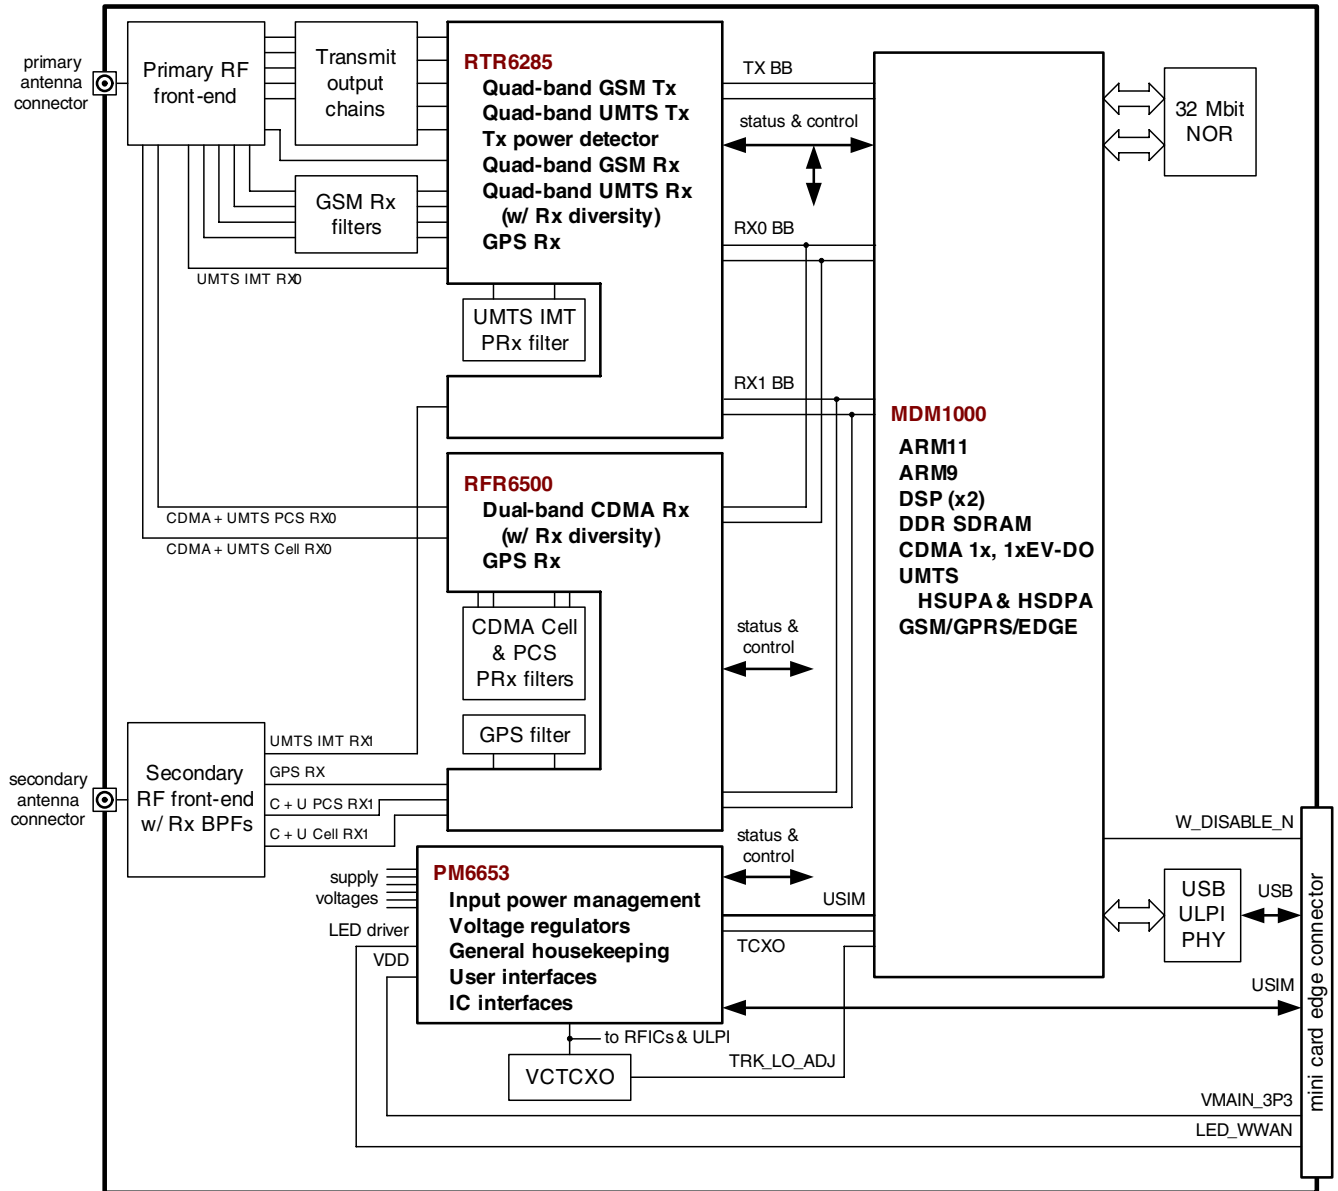 primary
antenna
connector
Primary RF
front-end
Transmit
output
chains
GSM Rx
filters
UMTS IMT RX0
RTR6285
Quad-band GSM Tx
Quad-band UMTS Tx
Tx power detector
Quad-band GSM Rx
Quad-band UMTS Rx
(w/ Rx diversity)
GPS Rx
UMTS IMT
PRx filter
TX BB
status & control
RX0 BB
RX1 BB
32 Mbit
NOR
MDM1000
ARM11
ARM9
DSP (x2)
DDR SDRAM
CDMA 1x, 1xEV-DO
UMTS
HSUPA & HSDPA
GSM/GPRS/EDGE
CDMA + UMTS PCS RX0
CDMA + UMTS Cell RX0
RFR6500
Dual-band CDMA Rx
(w/ Rx diversity)
GPS Rx
CDMA Cell
& PCS
PRx filters
GPS filter
status &
control
secondary
antenna
connector
Secondary
RF front-end
w/ Rx BPFs
UMTS IMT RX1
GPS RX
C + U PCS RX1
C + U Cell RX1
supply
voltages
LED driver
VDD
PM6653
Input power management
Voltage regulators
General housekeeping
User interfaces
IC interfaces
status &
control
USIM
TCXO
to RFICs & ULPI
VCTCXO
TRK_LO_ADJ
W_DISABLE_N
USB
ULPI
PHY
USB
USIM
VMAIN_3P3
LED_WWAN
mini card edge connector